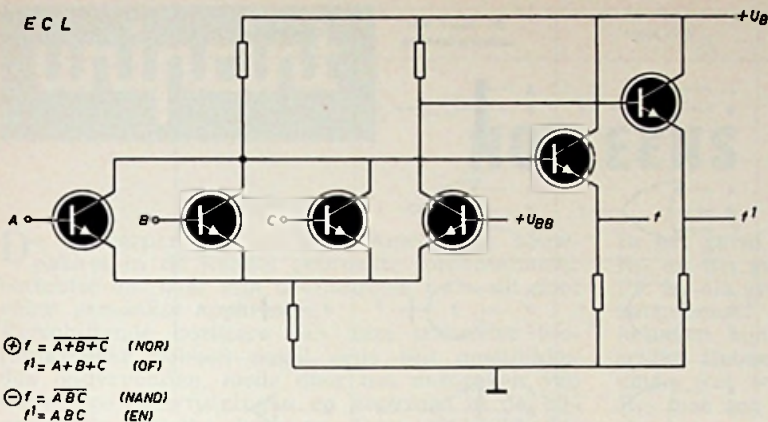 ECL
+U_B
A
B
C
+U_BB
f
f¹
⊕ f = \overline{A+B+C} (NOR)
f¹ = A+B+C (OF)
⊖ f = \overline{ABC} (NAND)
f¹ = ABC (EN)